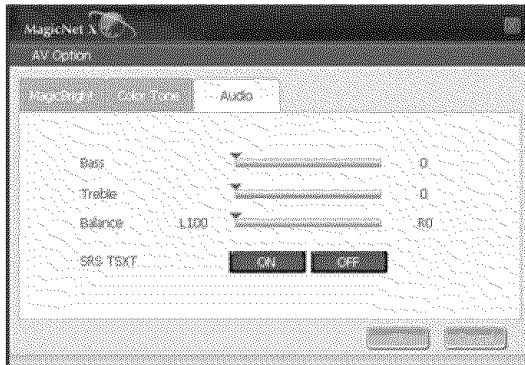 MagicNet X
AV Option
MagicBright Color Tone Audio
Bass 0
Treble 0
Balance L100 R0
SRS TSXT ON OFF